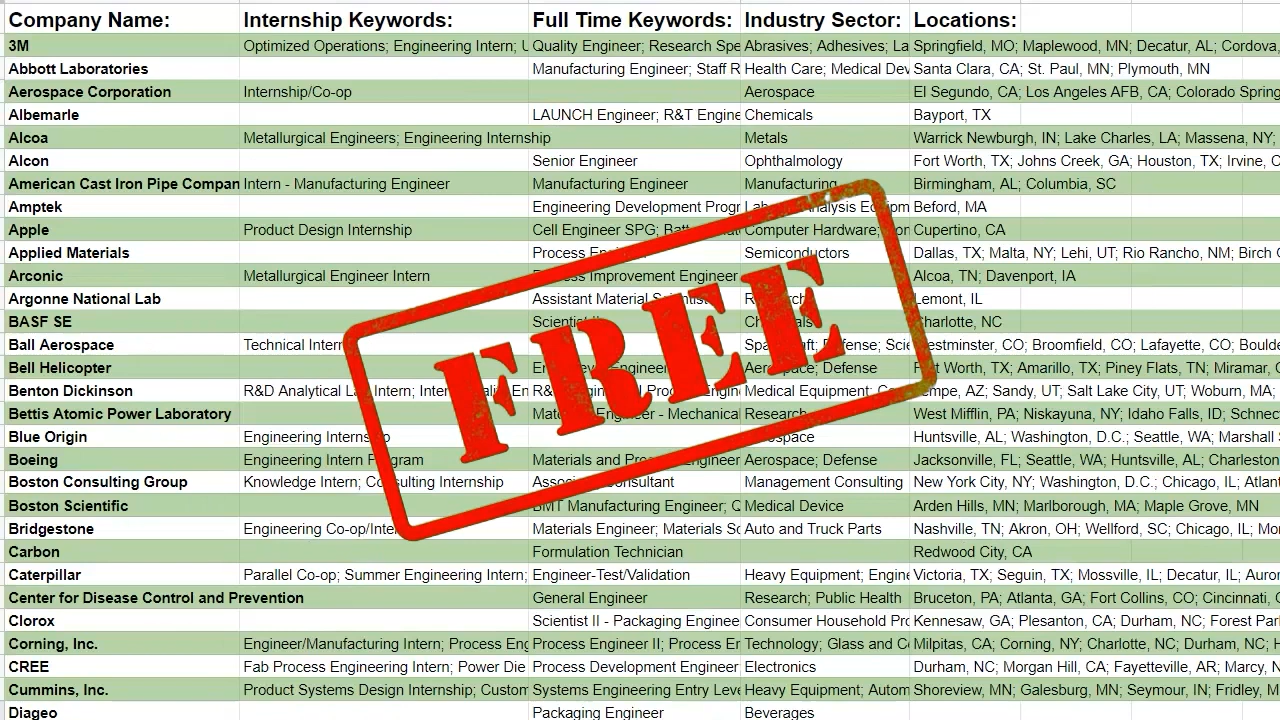 Company Name: Internship Keywords: Full Time Keywords: Industry Sector: Locations:
3M Optimized Operations; Engineering Intern; Quality Engineer; Research Abrasives; Adhesives; Springfield, MO; Maplewood, MN; Decatur, AL; Cordova,
Abbott Laboratories Manufacturing Engineer; Staff Health Care; Medical Santa Clara, CA; St. Paul, MN; Plymouth, MN
Aerospace Corporation Internship/Co-op Aerospace El Segundo, CA; Los Angeles AFB, CA; Colorado
Albemarle LAUNCH Engineer; R&T Chemicals Bayport, TX
Alcoa Metallurgical Engineers; Engineering Internship Metals Warrick Newburgh, IN; Lake Charles, LA; Massena, NY;
Alcon Senior Engineer Ophthalmology Fort Worth, TX; Johns Creek, GA; Houston, TX; Irvine,
American Cast Iron Pipe Intern - Manufacturing Engineer Manufacturing Engineer Manufacturing Birmingham, AL; Columbia, SC
Amptek Engineering Development Analysis Beford, MA
Apple Product Design Internship Cell Engineer SPG; Computer Hardware; Cupertino, CA
Applied Materials Process Semiconductors Dallas, TX; Malta, NY; Lehi, UT; Rio Rancho, NM; Birch
Arconic Metallurgical Engineer Intern Improvement Engineer Alcoa, TN; Davenport, IA
Argonne National Lab Assistant Material Lemont, IL
BASF SE Scientist Charlotte, NC
Ball Aerospace Technical Defense; Westminster, CO; Broomfield, CO; Lafayette, CO;
Bell Helicopter Defense Fort Worth, TX; Amarillo, TX; Piney Flats, TN; Miramar,
Benton Dickinson R&D Analytical Intern; Medical Equipment; Tempe, AZ; Sandy, UT; Salt Lake City, UT; Woburn, MA;
Bettis Atomic Power Laboratory Engineer - Mechanical Research West Mifflin, PA; Niskayuna, NY; Idaho Falls, ID;
Blue Origin Engineering Internship Huntsville, AL; Washington, D.C.; Seattle, WA; Marshall
Boeing Engineering Intern Program Materials and Engineer Aerospace; Defense Jacksonville, FL; Seattle, WA; Huntsville, AL; Charleston
Boston Consulting Group Knowledge Intern; Consulting Internship Consultant Management Consulting New York City, NY; Washington, D.C.; Chicago, IL;
Boston Scientific BMT Manufacturing Engineer; Medical Device Arden Hills, MN; Marlborough, MA; Maple Grove, MN
Bridgestone Engineering Materials Engineer; Materials Auto and Truck Parts Nashville, TN; Akron, OH; Wellford, SC; Chicago, IL;
Carbon Formulation Technician Redwood City, CA
Caterpillar Parallel Co-op; Summer Engineering Intern; Engineer-Test/Validation Heavy Equipment; Victoria, TX; Seguin, TX; Mossville, IL; Decatur, IL;
Center for Disease Control and Prevention General Engineer Research; Public Health Bruceton, PA; Atlanta, GA; Fort Collins, CO; Cincinnati,
Clorox Scientist II - Packaging Consumer Household Kennesaw, GA; Plesanton, CA; Durham, NC; Forest
Corning, Inc. Engineer/Manufacturing Intern; Process Process Engineer II; Process Technology; Glass and Milpitas, CA; Corning, NY; Charlotte, NC; Durham, NC;
CREE Fab Process Engineering Intern; Power Die Process Development Engineer Electronics Durham, NC; Morgan Hill, CA; Fayetteville, AR; Marcy,
Cummins, Inc. Product Systems Design Internship; Systems Engineering Entry Heavy Equipment; Shoreview, MN; Galesburg, MN; Seymour, IN; Fridley,
Diageo Packaging Engineer Beverages
FREE